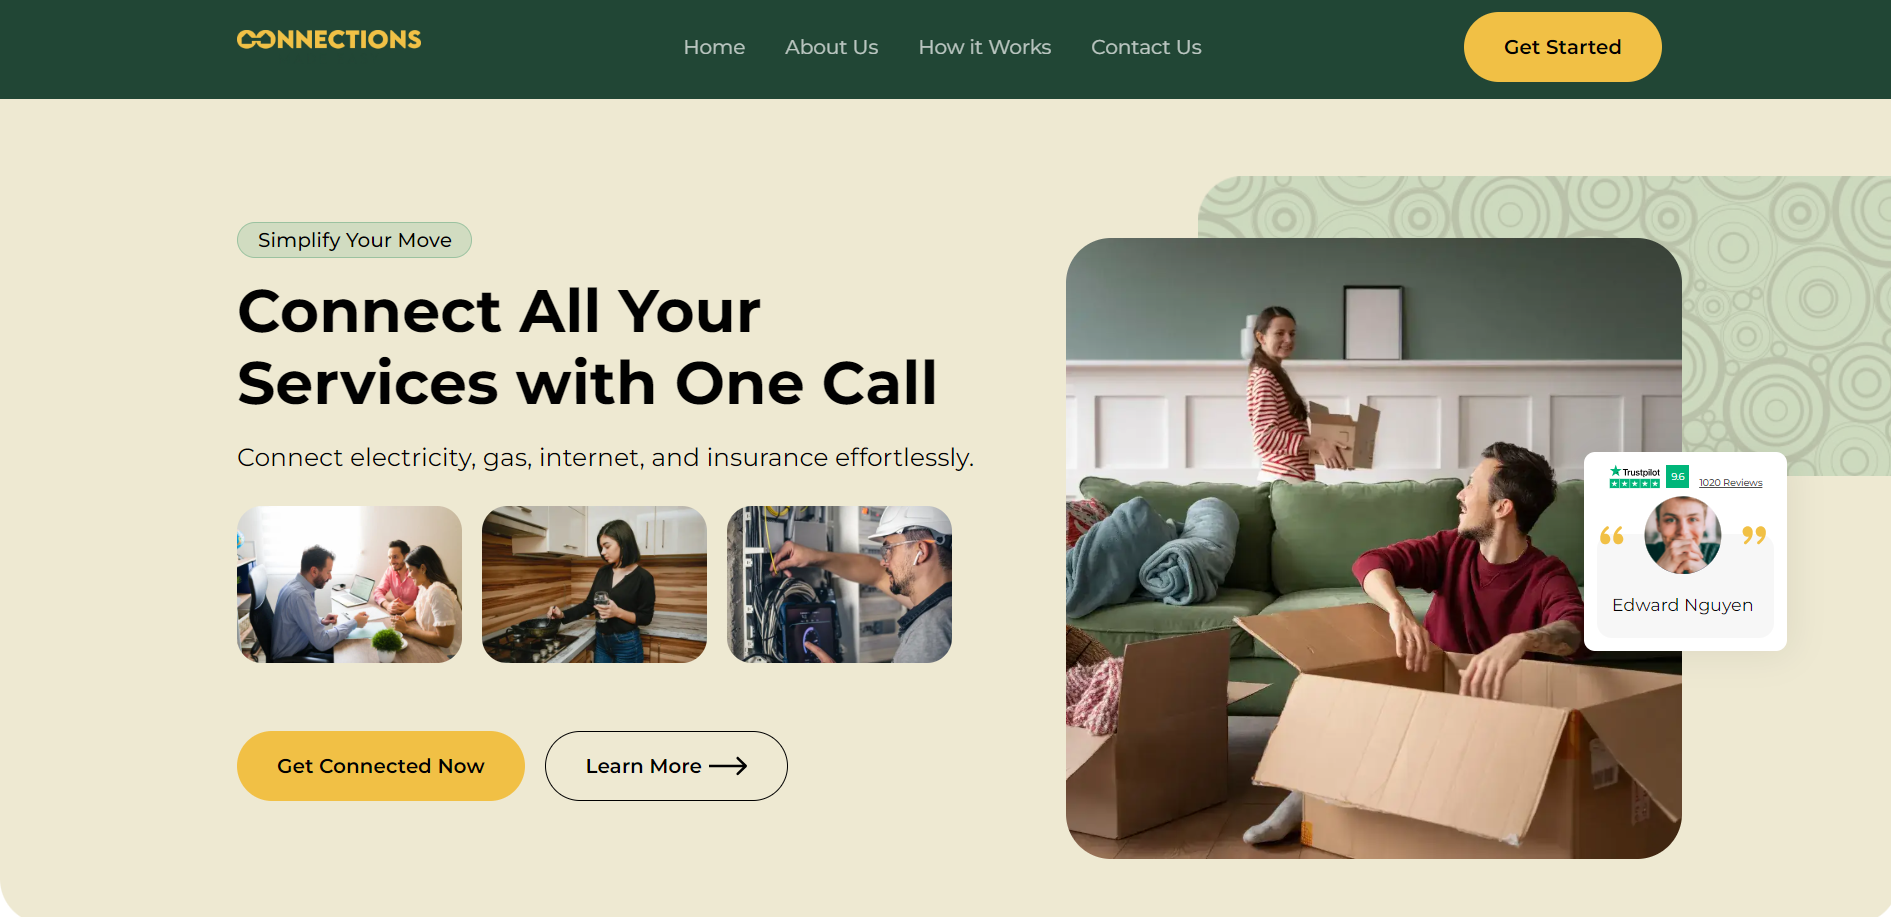 CONNECTIONS
Home
About Us
How it Works
Contact Us
Get Started
Simplify Your Move
Connect All Your
Services with One Call
Connect electricity, gas, internet, and insurance effortlessly.
Get Connected Now
Learn More
Trustpilot
9.6
1020 Reviews
“ ”
Edward Nguyen